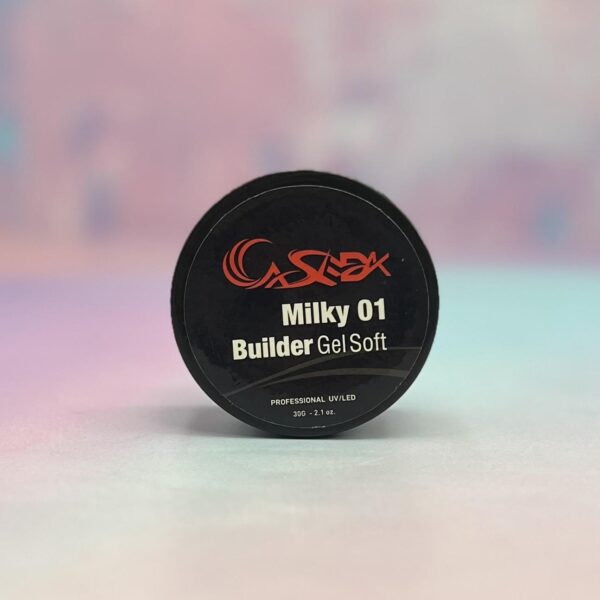 Milky 01
Builder Gel Soft
PROFESSIONAL UV/LED
30G - 2.1 oz.